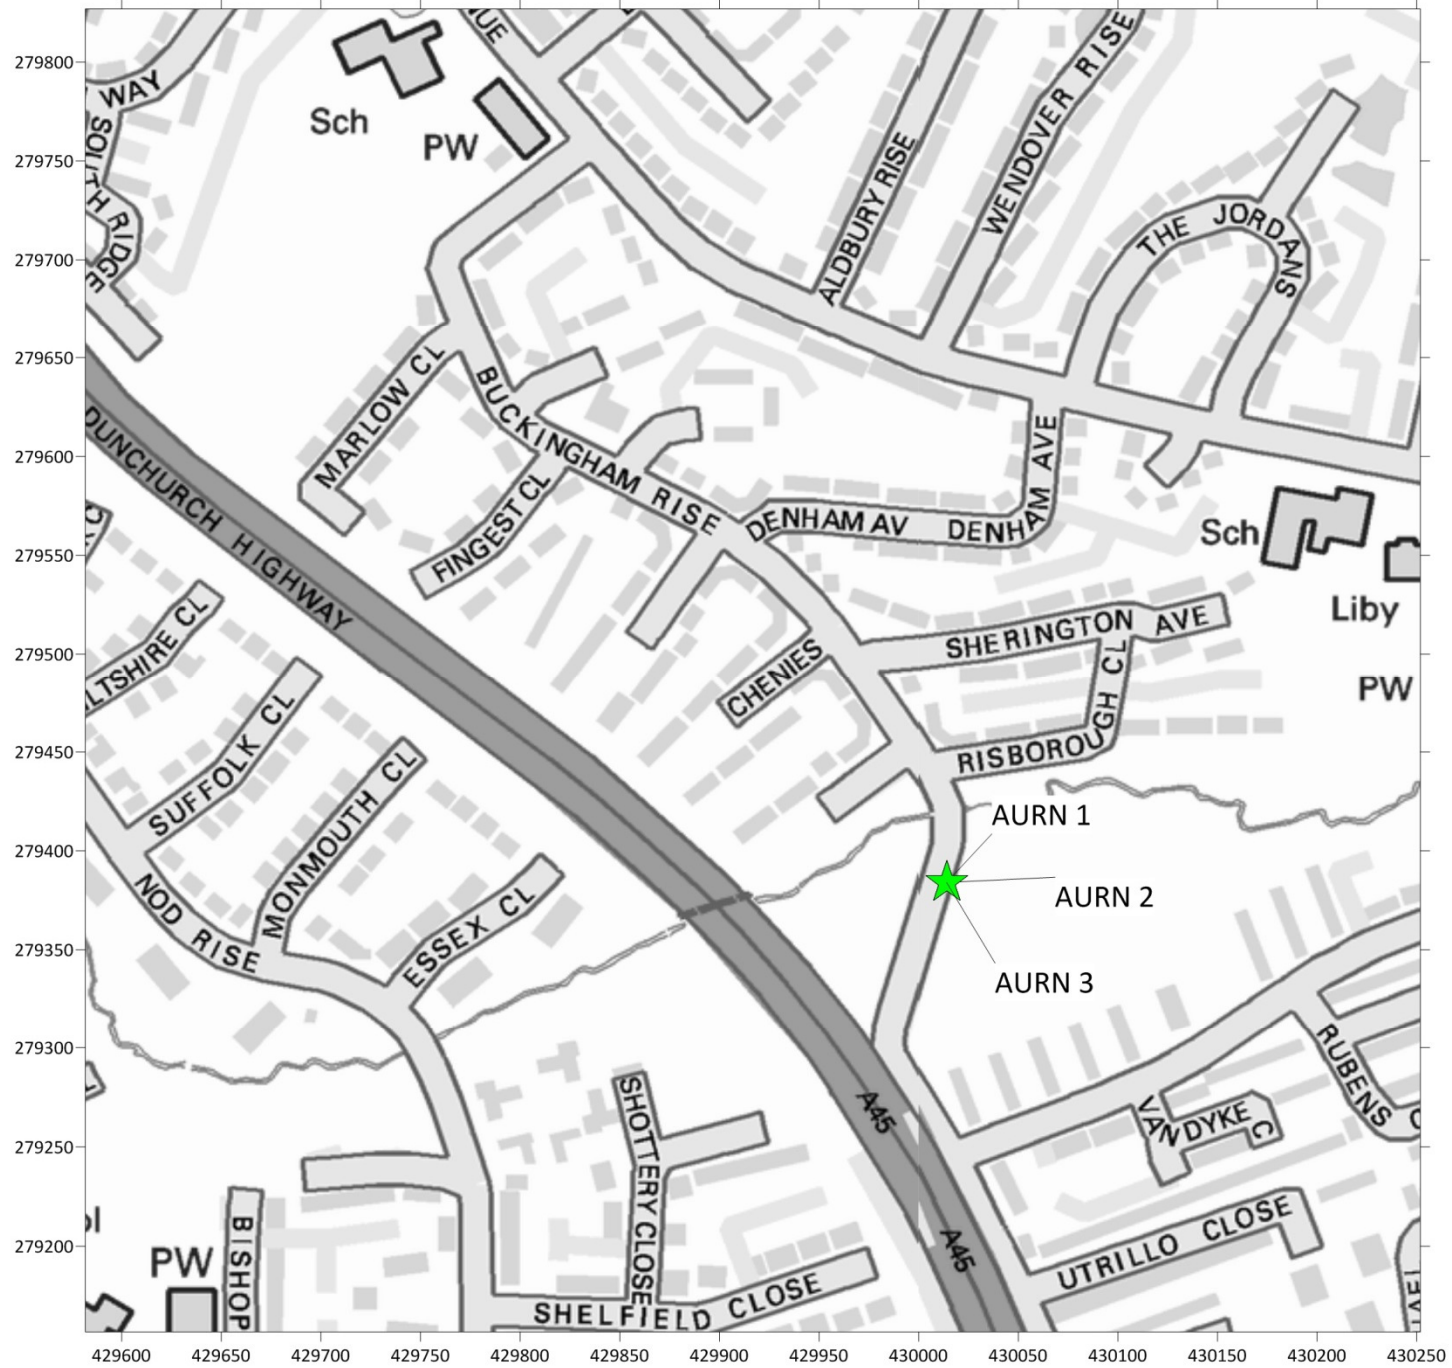 279800
279750
279700
279650
279600
279550
279500
279450
279400
279350
279300
279250
279200
429600
429650
429700
429750
429800
429850
429900
429950
430000
430050
430100
430150
430200
430250
WAY
SOUTH RIDGE
Sch
PW
ALDBURY RISE
WENDOVER RISE
THE JORDANS
MARLOW CL
BUCKINGHAM RISE
FINGEST CL
DENHAM AV
DENHAM AVE
DUNCHURCH HIGHWAY
Sch
Liby
PW
SHERINGTON AVE
CHENIES
RISBOROUGH CL
LTSHIRE CL
SUFFOLK CL
MONMOUTH CL
NOD RISE
ESSEX CL
AURN 1
AURN 2
AURN 3
A45
A45
RUBENS C
VAN DYKE C
UTRILLO CLOSE
SHOTTERY CLOSE
SHELFIELD CLOSE
PW
BISHOP